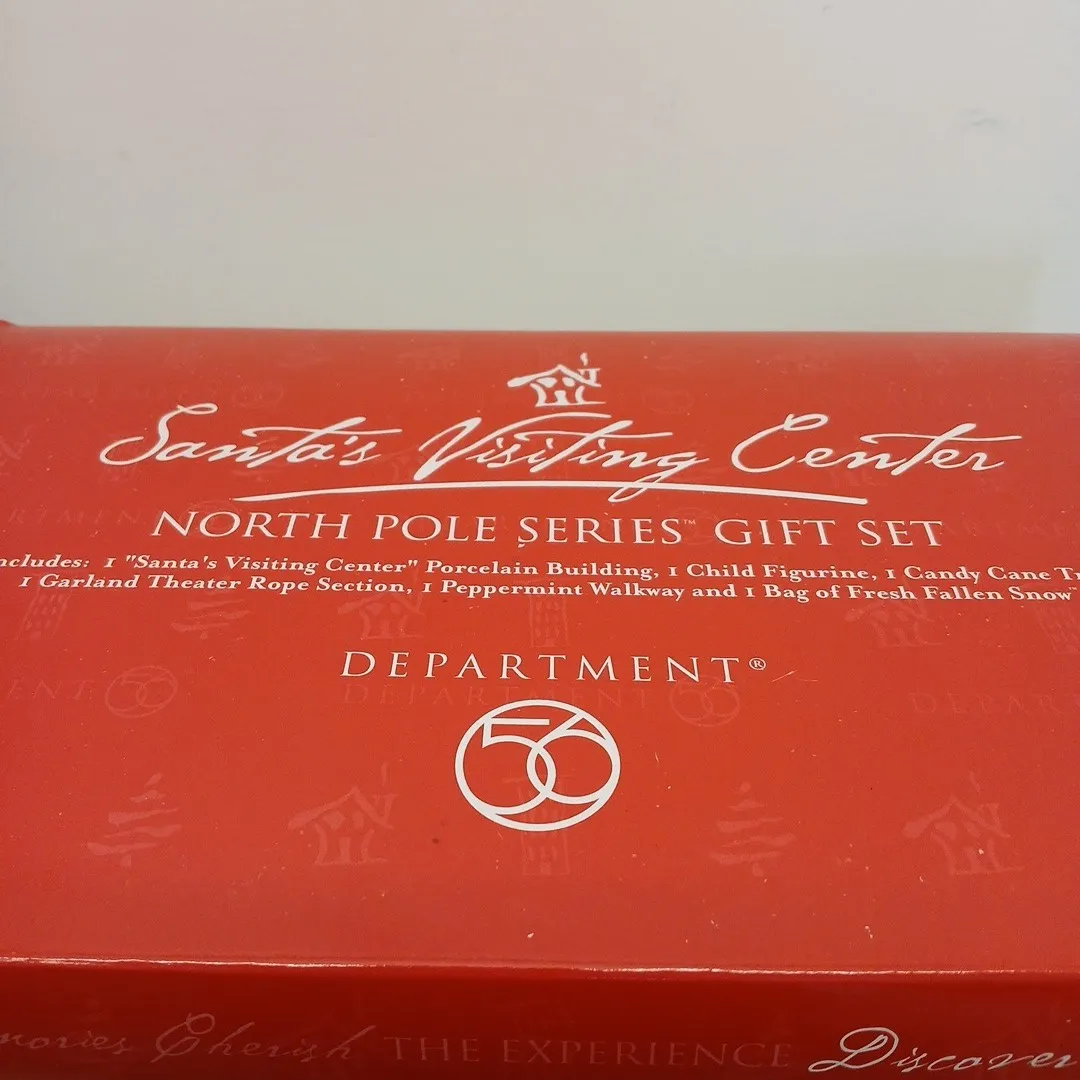 Santa's Visiting Center
NORTH POLE SERIES™ GIFT SET
1 "Santa's Visiting Center" Porcelain Building, 1 Child Figurine, 1 Candy Cane
1 Garland Theater Rope Section, 1 Peppermint Walkway and 1 Bag of Fresh Fallen Snow™
DEPARTMENT®
56
Cherish THE EXPERIENCE Discover